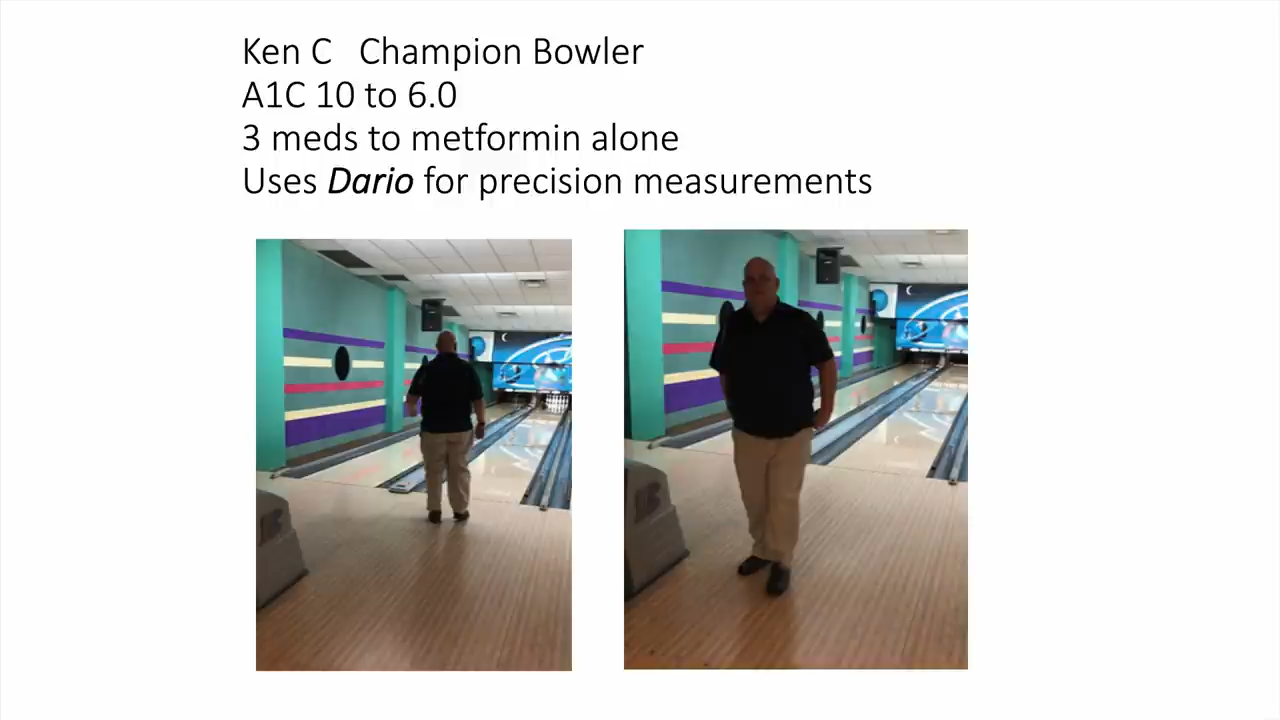 Ken C   Champion Bowler
A1C 10 to 6.0
3 meds to metformin alone
Uses Dario for precision measurements